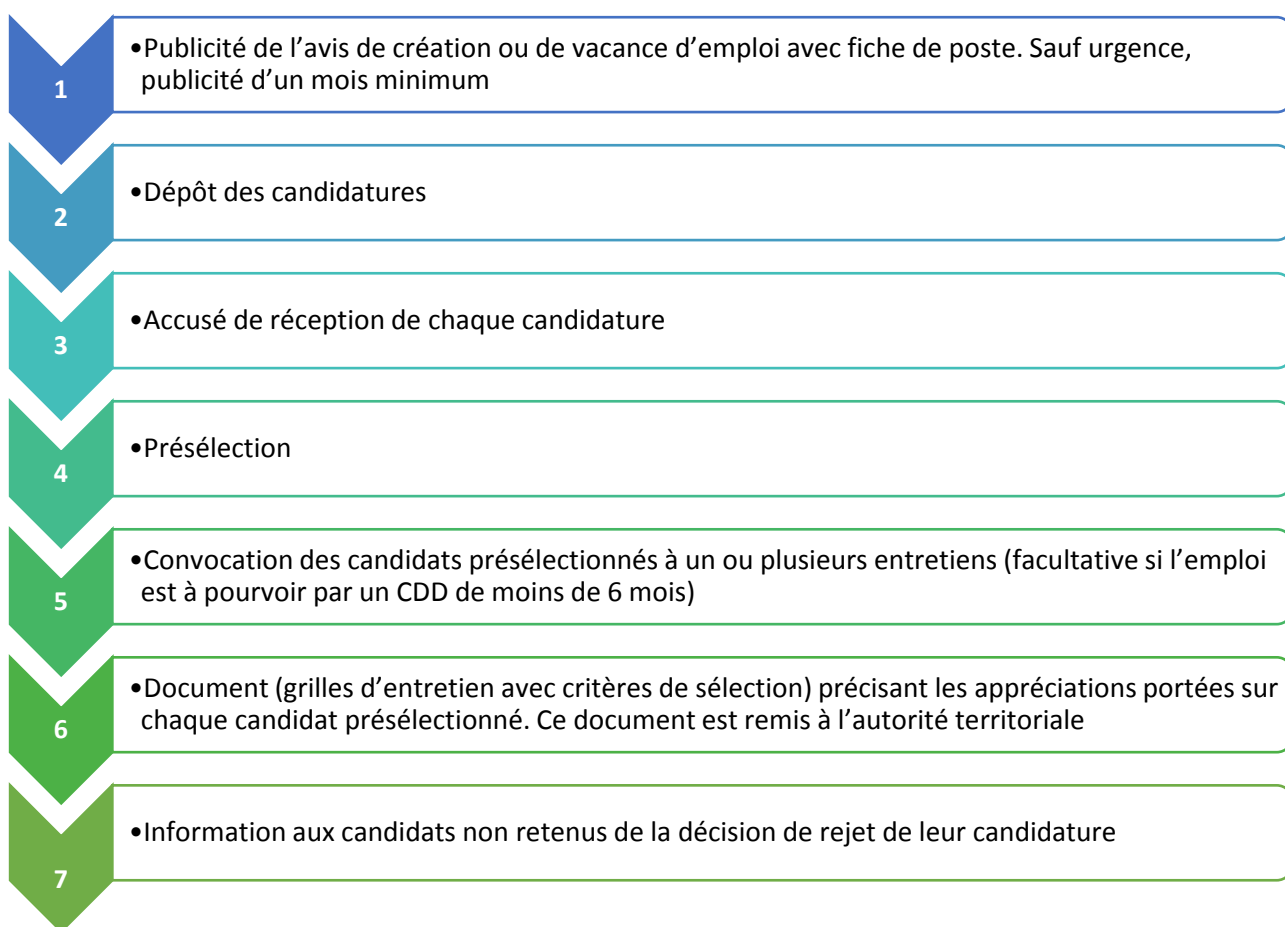 1
•Publicité de l’avis de création ou de vacance d’emploi avec fiche de poste. Sauf urgence,
publicité d’un mois minimum
2
•Dépôt des candidatures
3
•Accusé de réception de chaque candidature
4
•Présélection
5
•Convocation des candidats présélectionnés à un ou plusieurs entretiens (facultative si l’emploi
est à pourvoir par un CDD de moins de 6 mois)
6
•Document (grilles d’entretien avec critères de sélection) précisant les appréciations portées sur
chaque candidat présélectionné. Ce document est remis à l’autorité territoriale
7
•Information aux candidats non retenus de la décision de rejet de leur candidature